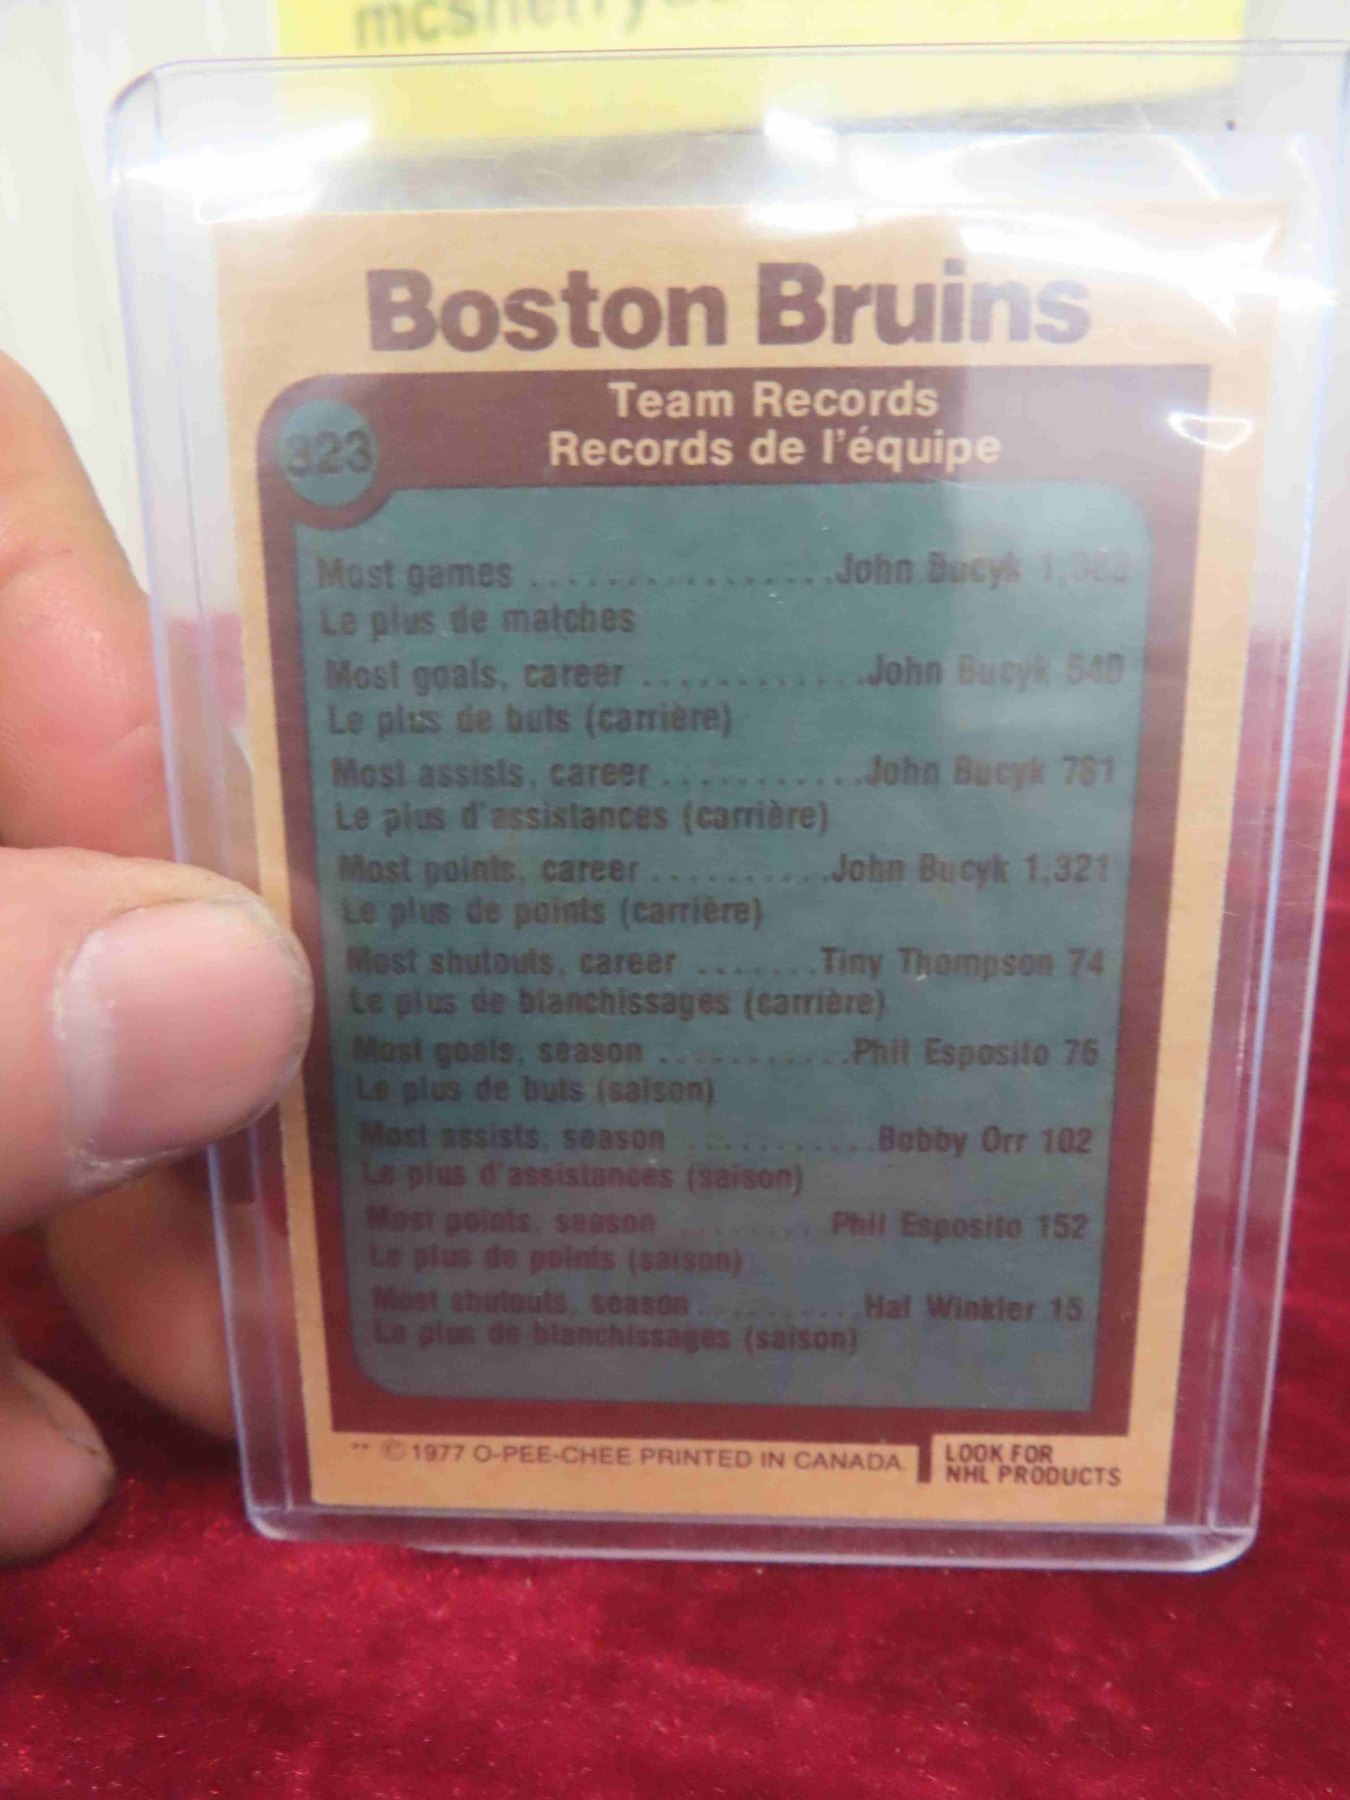 Boston Bruins
Team Records
Records de l'équipe
323
Most games ................John Bucyk
Le plus de matches
Most goals, career ............John Bucyk 540
Le plus de buts (carrière)
Most assists, career ...........John Bucyk 781
Le plus d'assistances (carrière)
Most points, career ..........John Bucyk 1,321
Le plus de points (carrière)
Most shutouts, career .......Tiny Thompson 74
Le plus de blanchissages (carrière)
Most goals, season ...........Phil Esposito 76
Le plus de buts (saison)
Most assists, season ...........Bobby Orr 102
Le plus d'assistances (saison)
Most points, season .........Phil Esposito 152
Le plus de points (saison)
Most shutouts, season ..........Hal Winkler 15
Le plus de blanchissages (saison)
** © 1977 O-PEE-CHEE PRINTED IN CANADA.
LOOK FOR
NHL PRODUCTS